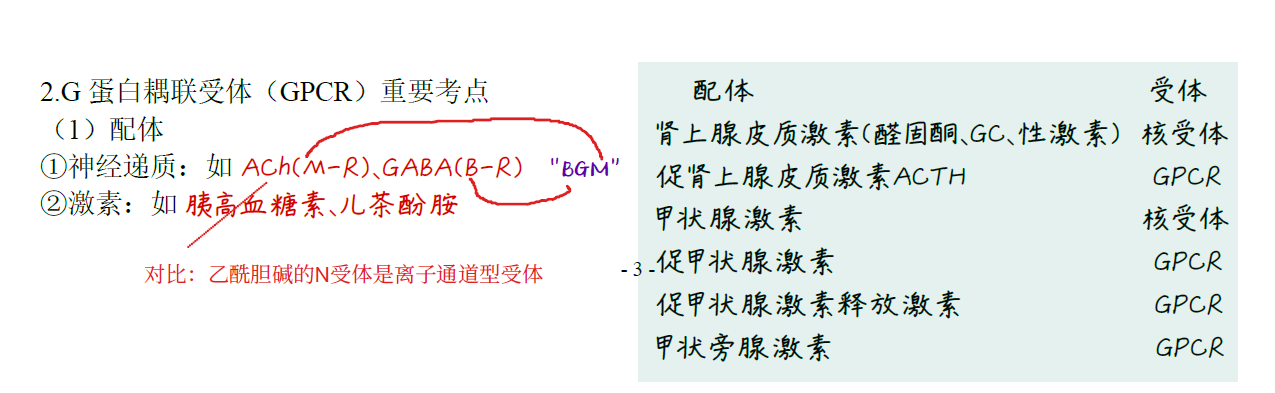 2.G 蛋白耦联受体（GPCR）重要考点
（1）配体
①神经递质：如 ACh(M-R)、GABA(B-R) "BGM"
②激素：如 胰高血糖素、儿茶酚胺
对比：乙酰胆碱的N受体是离子通道型受体
- 3 -
配体 受体
肾上腺皮质激素(醛固酮、GC、性激素) 核受体
促肾上腺皮质激素ACTH GPCR
甲状腺激素 核受体
促甲状腺激素 GPCR
促甲状腺激素释放激素 GPCR
甲状旁腺激素 GPCR